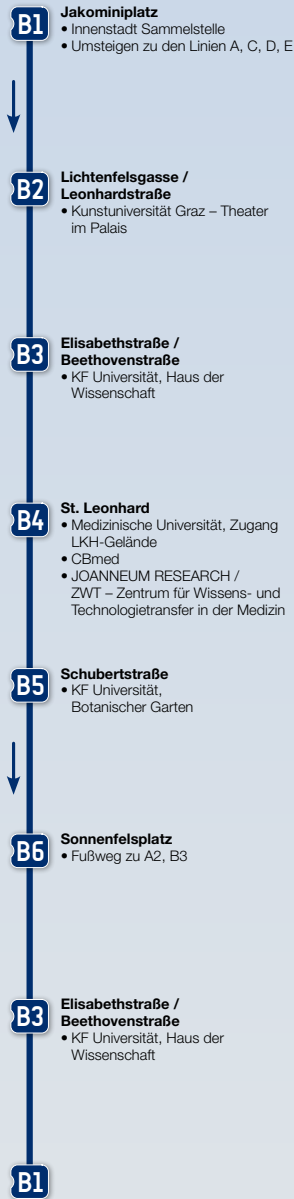 B1
Jakominiplatz
• Innenstadt Sammelstelle
• Umsteigen zu den Linien A, C, D, E
B2
Lichtenfelsgasse /
Leonhardstraße
• Kunstuniversität Graz – Theater
im Palais
B3
Elisabethstraße /
Beethovenstraße
• KF Universität, Haus der
Wissenschaft
B4
St. Leonhard
• Medizinische Universität, Zugang
LKH-Gelände
• CBmed
• JOANNEUM RESEARCH /
ZWT – Zentrum für Wissens- und
Technologietransfer in der Medizin
B5
Schubertstraße
• KF Universität,
Botanischer Garten
B6
Sonnenfelsplatz
• Fußweg zu A2, B3
B3
Elisabethstraße /
Beethovenstraße
• KF Universität, Haus der
Wissenschaft
B1